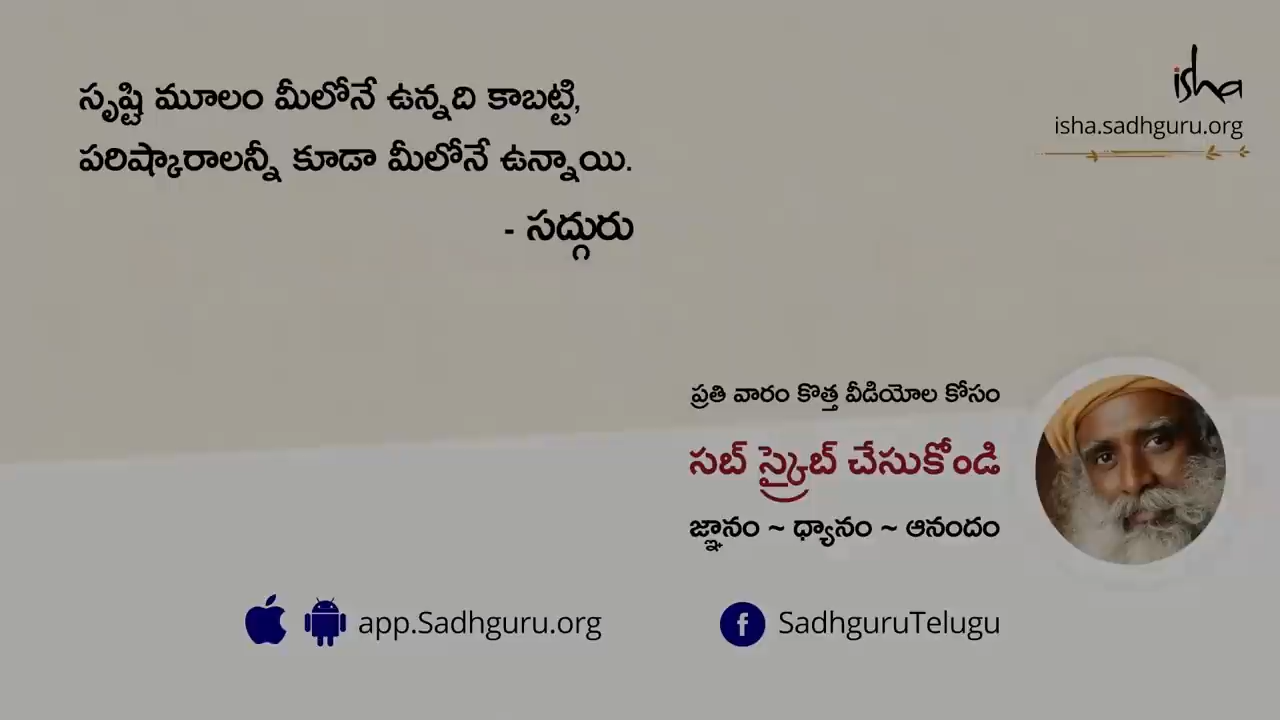 సృష్టి మూలం మీలోనే ఉన్నది కాబట్టి,
పరిష్కారాలన్నీ కూడా మీలోనే ఉన్నాయి.
- సద్గురు
isha
isha.sadhguru.org
ప్రతి వారం కొత్త వీడియోల కోసం
సబ్ స్క్రైబ్ చేసుకోండి
జ్ఞానం ~ ధ్యానం ~ ఆనందం
app.Sadhguru.org
SadhguruTelugu